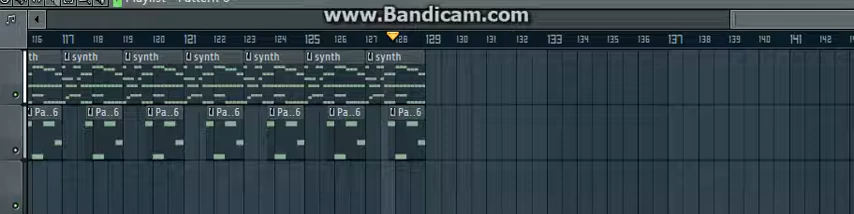 Playlist - Pattern 6
www.Bandicam.com
116 117 118 119 120 121 122 123 124 125 126 127 128 129 130 131 132 133 134 135 136 137 138 139 140 141 142
th synth synth synth synth synth synth
Pa..6 Pa..6 Pa..6 Pa..6 Pa..6 Pa..6 Pa..6